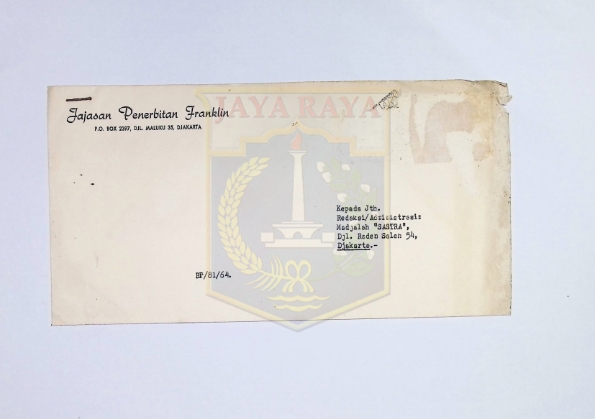 Jajasan Penerbitan Franklin
P.O. BOX 2397, DJL. MALUKU 35, DJAKARTA
JAYA RAYA
Kepada Jth.
Redaksi/Administrasi:
Madjalah "SASTRA",
Djl. Raden Saleh 54,
Djakarta.-
BP/81/64.